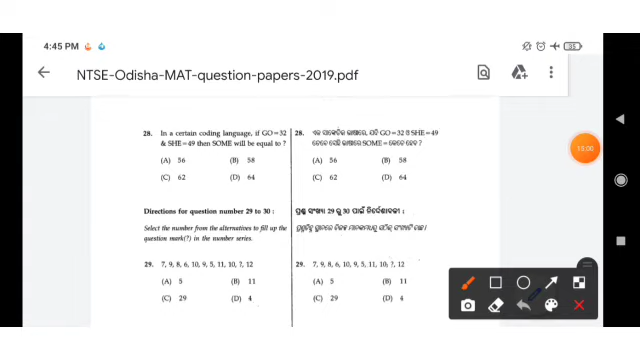 4:45 PM
NTSE-Odisha-MAT-question-papers-2019.pdf
28. In a certain coding language, if GO=32
& SHE=49 then SOME will be equal to ?
(A) 56 (B) 58
(C) 62 (D) 64
Directions for question number 29 to 30 :
Select the number from the alternatives to fill up the
question mark(?) in the number series.
29. 7, 9, 8, 6, 10, 9, 5, 11, 10, ?, 12
(A) 5 (B) 11
(C) 29 (D) 4
28. ଏକ ସାଙ୍କେତିକ ଭାଷାରେ, ଯଦି GO=32 ଓ SHE=49
ତେବେ ସେହି ଭାଷାରେ SOME = କେତେ ହେବ ?
(A) 56 (B) 58
(C) 62 (D) 64
ପ୍ରଶ୍ନ ସଂଖ୍ୟା 29 ରୁ 30 ପାଇଁ ନିର୍ଦ୍ଦେଶାବଳୀ :
29. 7, 9, 8, 6, 10, 9, 5, 11, 10, ?, 12
(A) 5 (B) 11
(C) 29 (D) 4